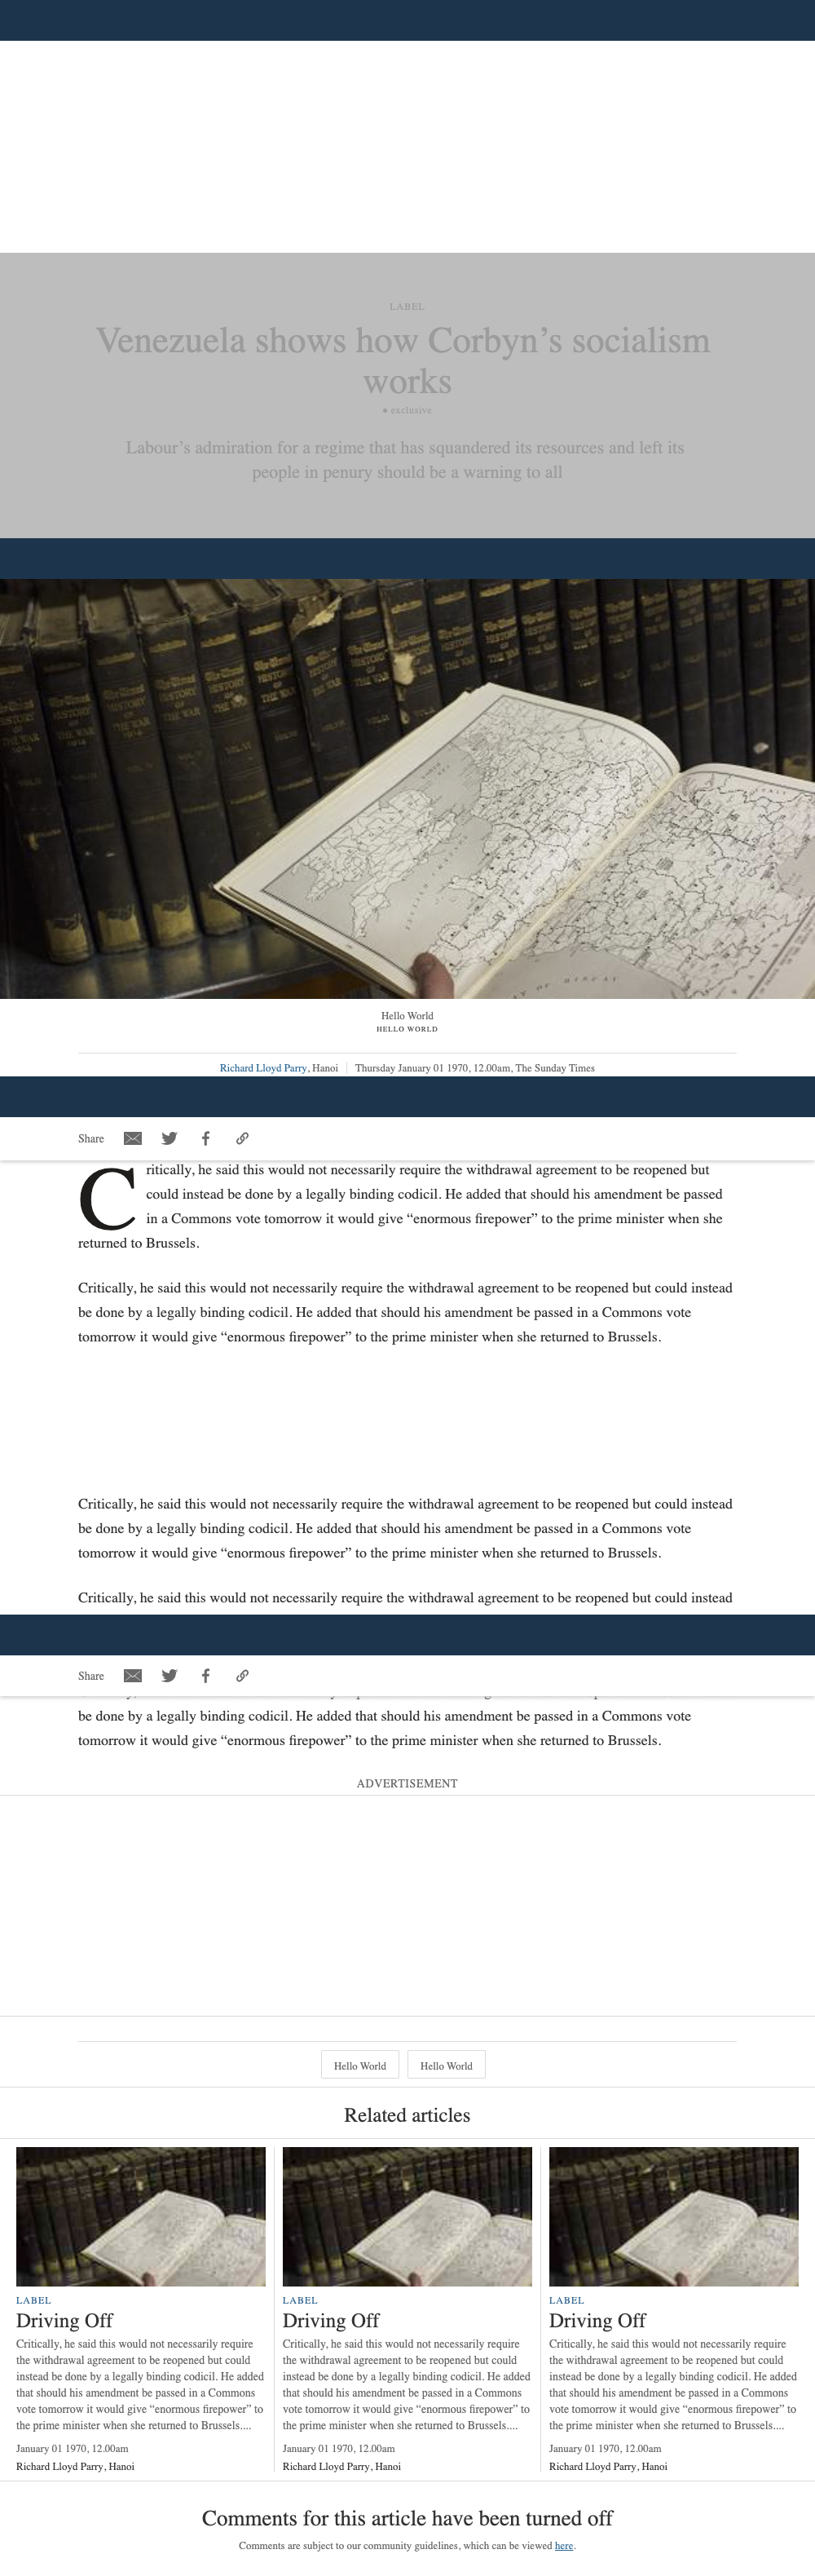 LABEL
Venezuela shows how Corbyn’s socialism
works
• exclusive
Labour’s admiration for a regime that has squandered its resources and left its
people in penury should be a warning to all
HISTORY
OF
THE WAR
Hello World
HELLO WORLD
Richard Lloyd Parry, Hanoi | Thursday January 01 1970, 12.00am, The Sunday Times
Share
Critically, he said this would not necessarily require the withdrawal agreement to be reopened but
could instead be done by a legally binding codicil. He added that should his amendment be passed
in a Commons vote tomorrow it would give “enormous firepower” to the prime minister when she
returned to Brussels.
Critically, he said this would not necessarily require the withdrawal agreement to be reopened but could instead
be done by a legally binding codicil. He added that should his amendment be passed in a Commons vote
tomorrow it would give “enormous firepower” to the prime minister when she returned to Brussels.
Critically, he said this would not necessarily require the withdrawal agreement to be reopened but could instead
be done by a legally binding codicil. He added that should his amendment be passed in a Commons vote
tomorrow it would give “enormous firepower” to the prime minister when she returned to Brussels.
Critically, he said this would not necessarily require the withdrawal agreement to be reopened but could instead
Share
be done by a legally binding codicil. He added that should his amendment be passed in a Commons vote
tomorrow it would give “enormous firepower” to the prime minister when she returned to Brussels.
ADVERTISEMENT
Hello World
Hello World
Related articles
LABEL
Driving Off
Critically, he said this would not necessarily require
the withdrawal agreement to be reopened but could
instead be done by a legally binding codicil. He added
that should his amendment be passed in a Commons
vote tomorrow it would give “enormous firepower” to
the prime minister when she returned to Brussels....
January 01 1970, 12.00am
Richard Lloyd Parry, Hanoi
LABEL
Driving Off
Critically, he said this would not necessarily require
the withdrawal agreement to be reopened but could
instead be done by a legally binding codicil. He added
that should his amendment be passed in a Commons
vote tomorrow it would give “enormous firepower” to
the prime minister when she returned to Brussels....
January 01 1970, 12.00am
Richard Lloyd Parry, Hanoi
LABEL
Driving Off
Critically, he said this would not necessarily require
the withdrawal agreement to be reopened but could
instead be done by a legally binding codicil. He added
that should his amendment be passed in a Commons
vote tomorrow it would give “enormous firepower” to
the prime minister when she returned to Brussels....
January 01 1970, 12.00am
Richard Lloyd Parry, Hanoi
Comments for this article have been turned off
Comments are subject to our community guidelines, which can be viewed here.